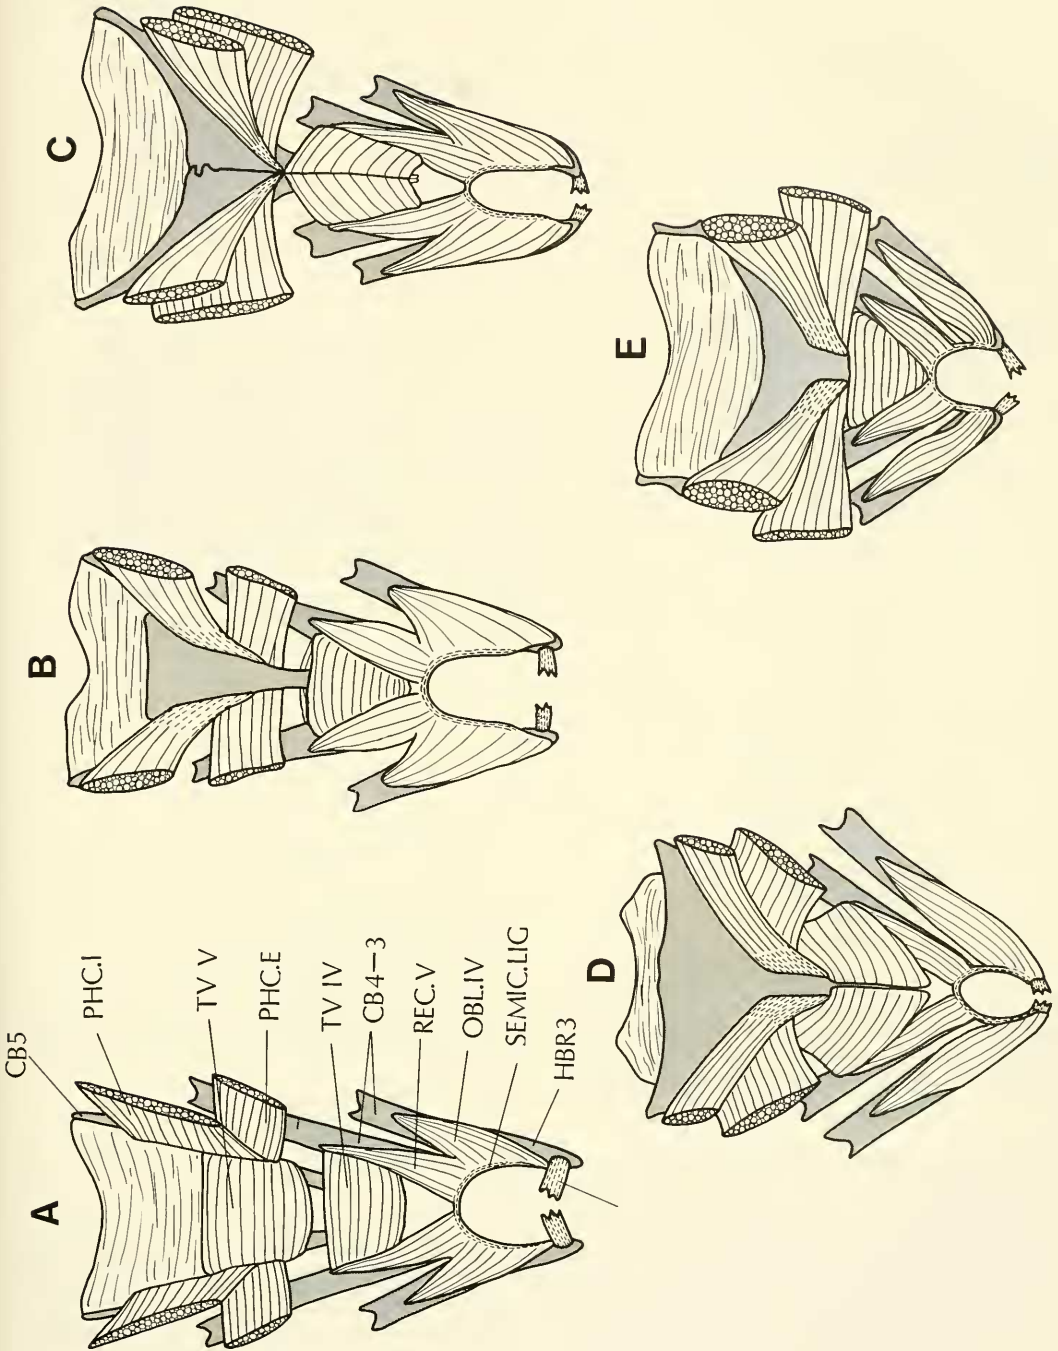 A
B
C
D
E
CB5
PHC.I
TV V
PHC.E
TV IV
CB4–3
REC.V
OBL.IV
SEMIC.LIG
HBR3